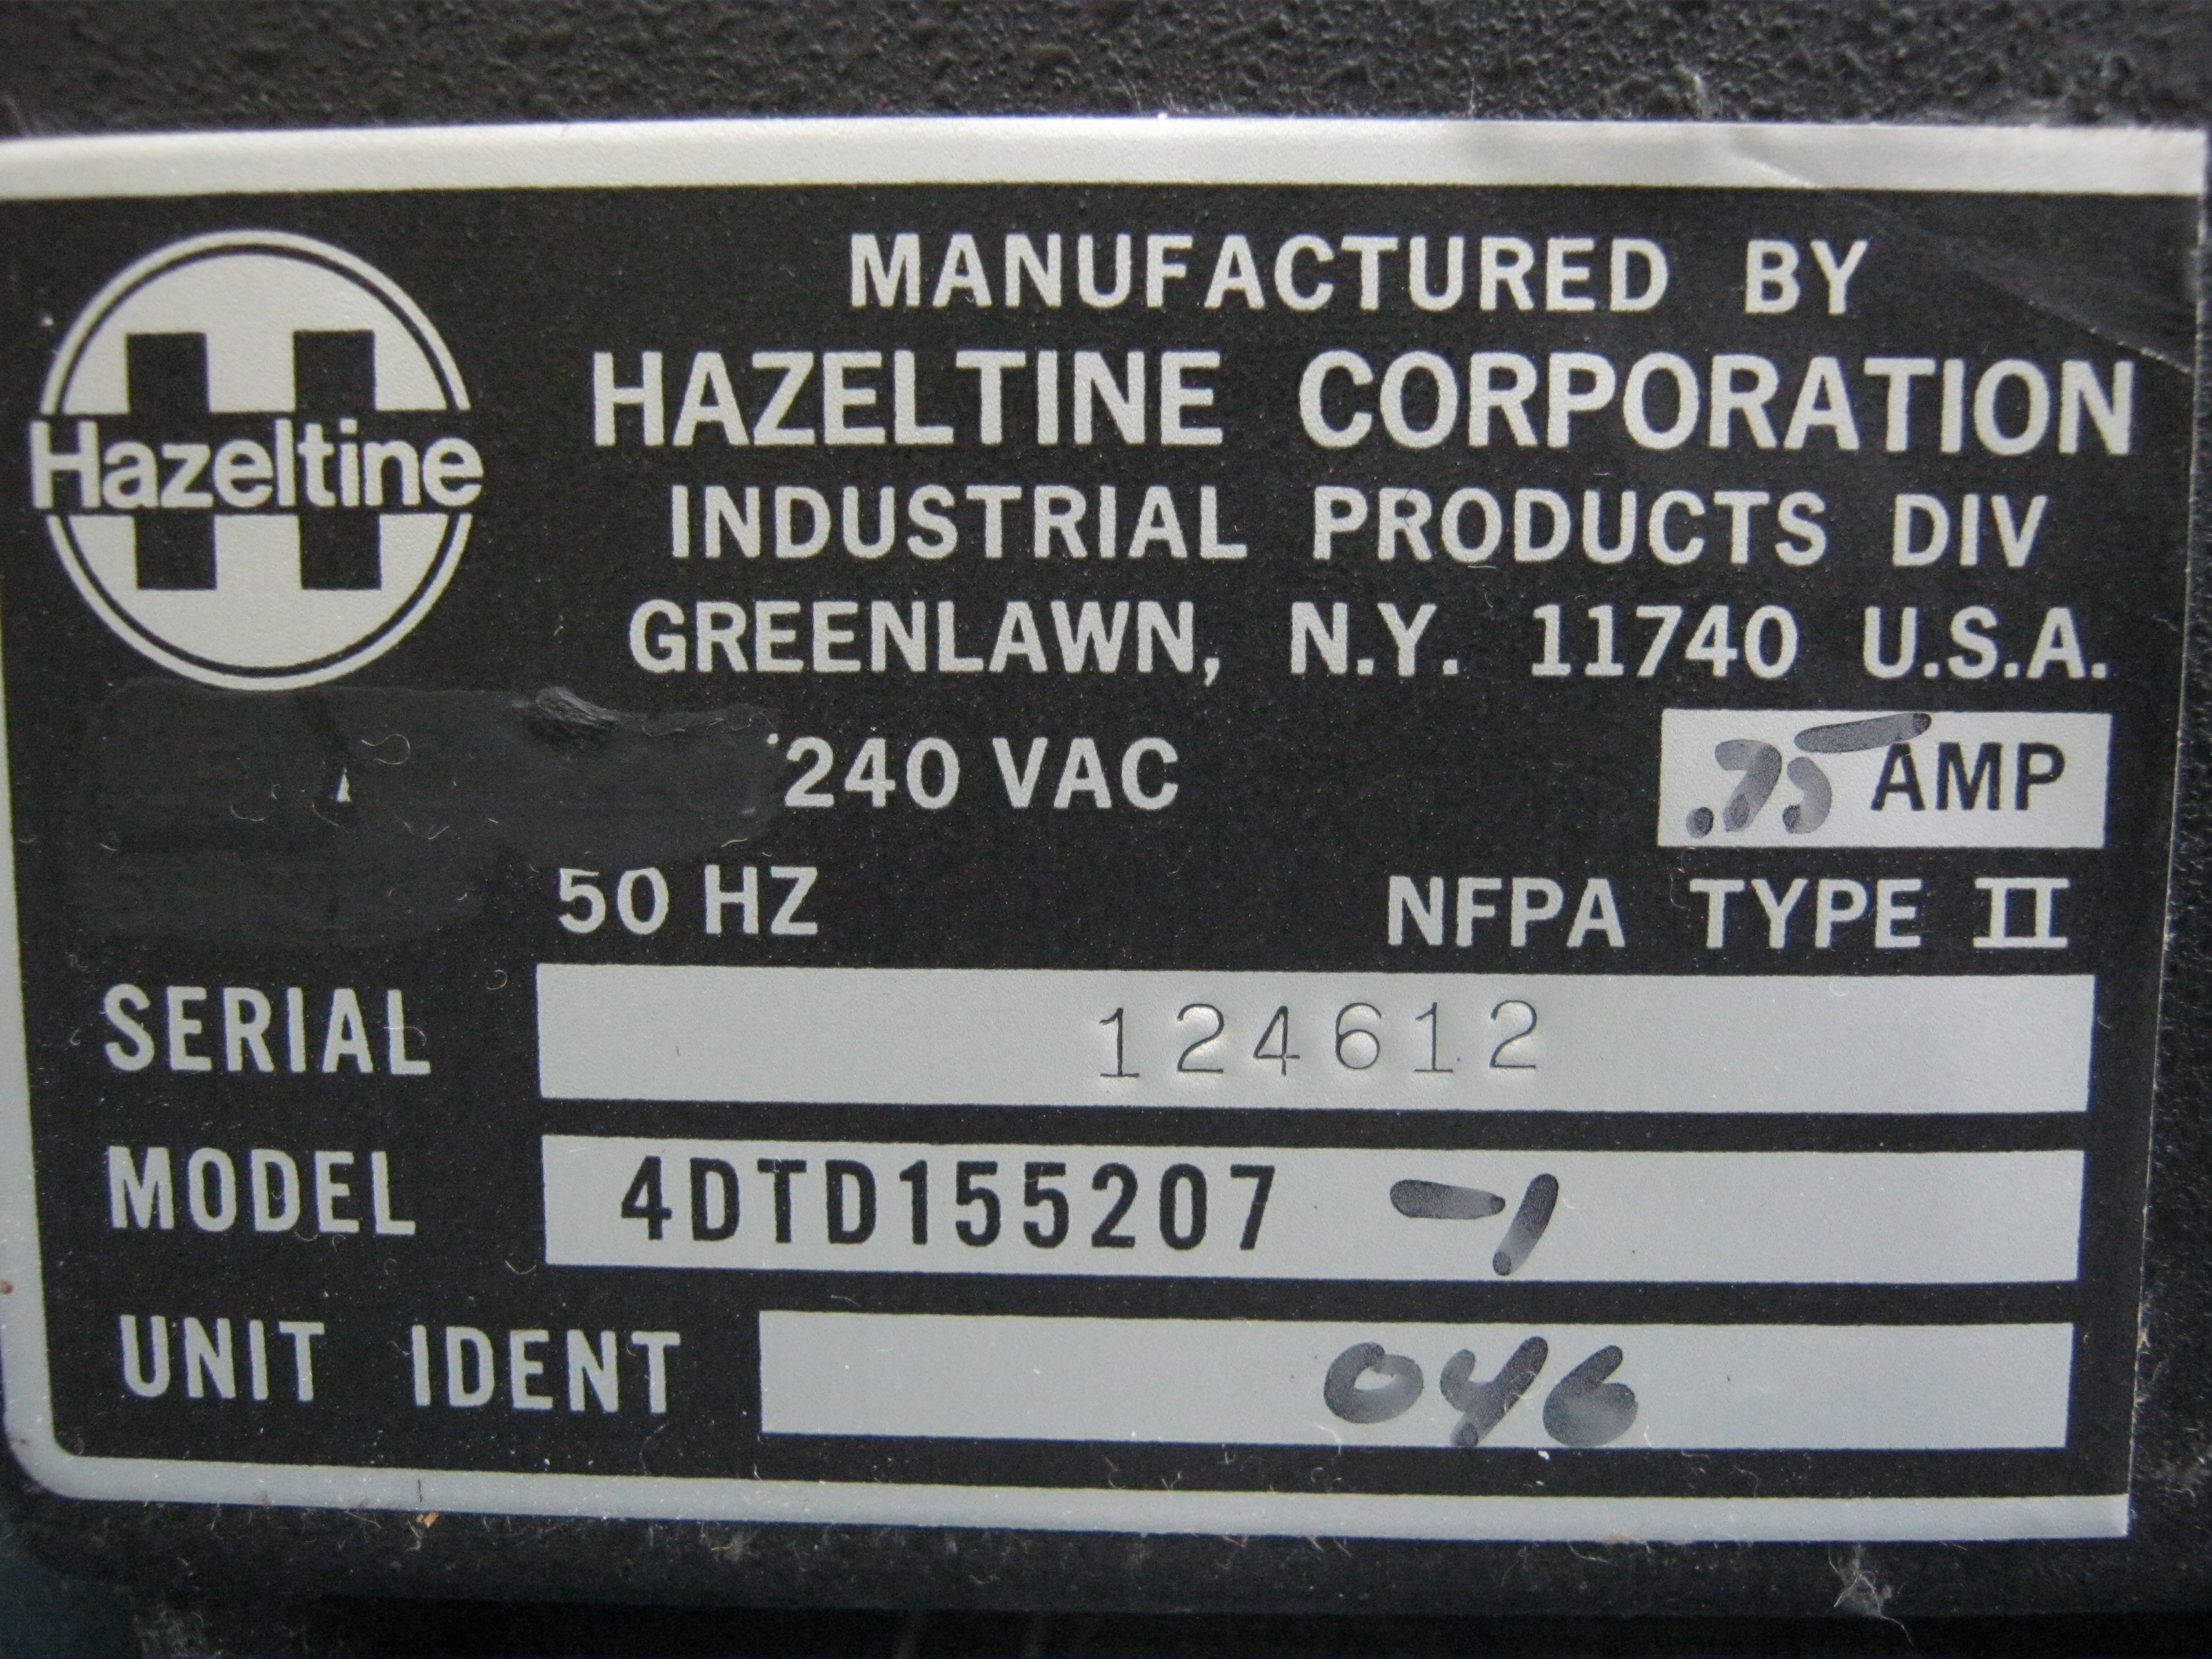 Hazeltine
MANUFACTURED BY
HAZELTINE CORPORATION
INDUSTRIAL PRODUCTS DIV
GREENLAWN, N.Y. 11740 U.S.A.
240 VAC .75 AMP
50 HZ NFPA TYPE II
SERIAL 124612
MODEL 4DTD155207 -1
UNIT IDENT 046